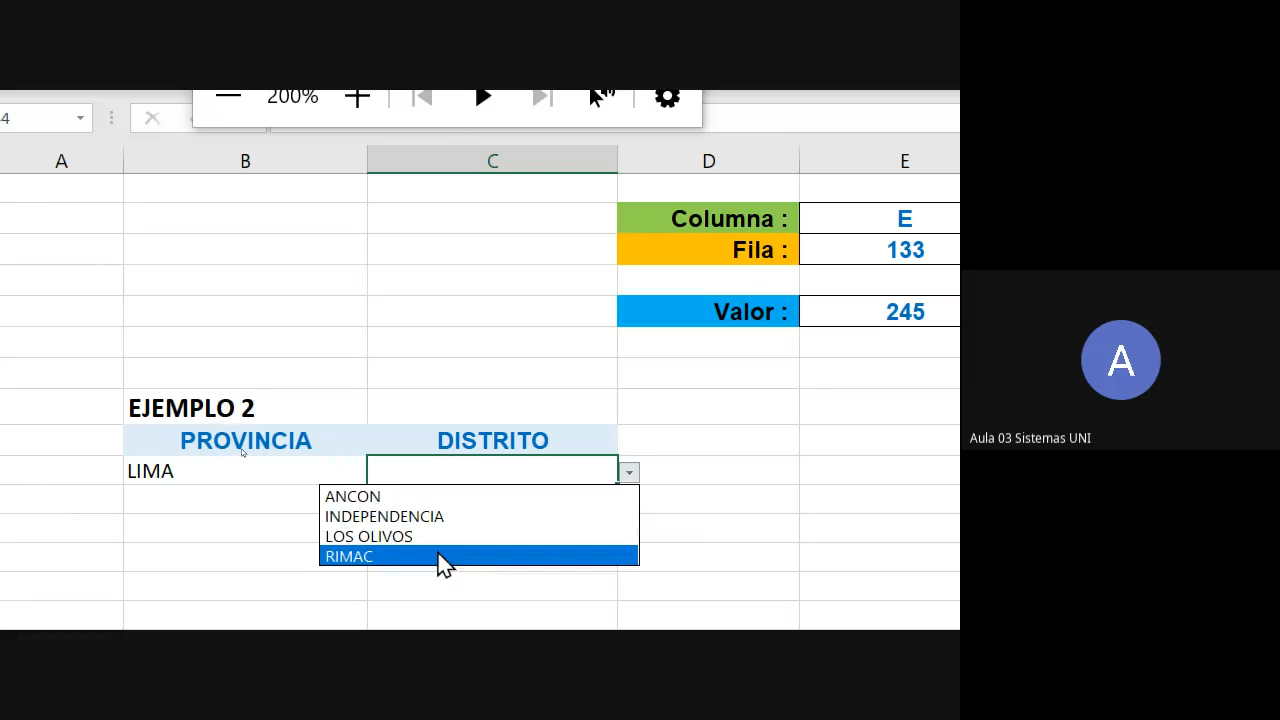 200%
4
A B C D E
Columna : E
Fila : 133
Valor : 245
EJEMPLO 2
PROVINCIA DISTRITO
LIMA
ANCON
INDEPENDENCIA
LOS OLIVOS
RIMAC
A
Aula 03 Sistemas UNI